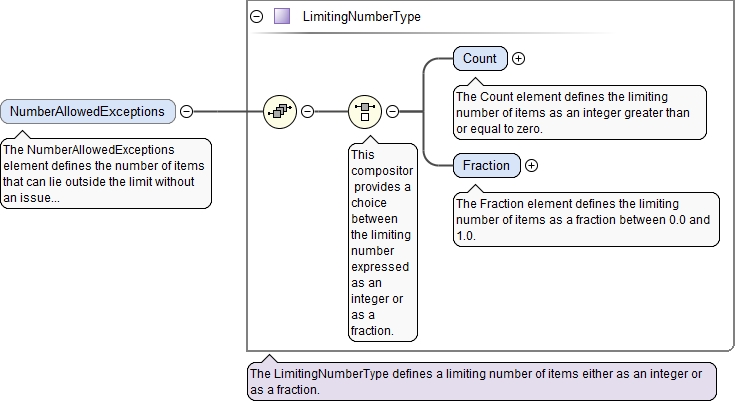 LimitingNumberType
NumberAllowedExceptions
The NumberAllowedExceptions
element defines the number of items
that can lie outside the limit without
an issue...
This
compositor
provides a
choice
between
the limiting
number
expressed
as an
integer or
as a
fraction.
Count
The Count element defines the limiting
number of items as an integer greater than
or equal to zero.
Fraction
The Fraction element defines the limiting
number of items as a fraction between 0.0 and
1.0.
The LimitingNumberType defines a limiting number of items either as an integer or
as a fraction.